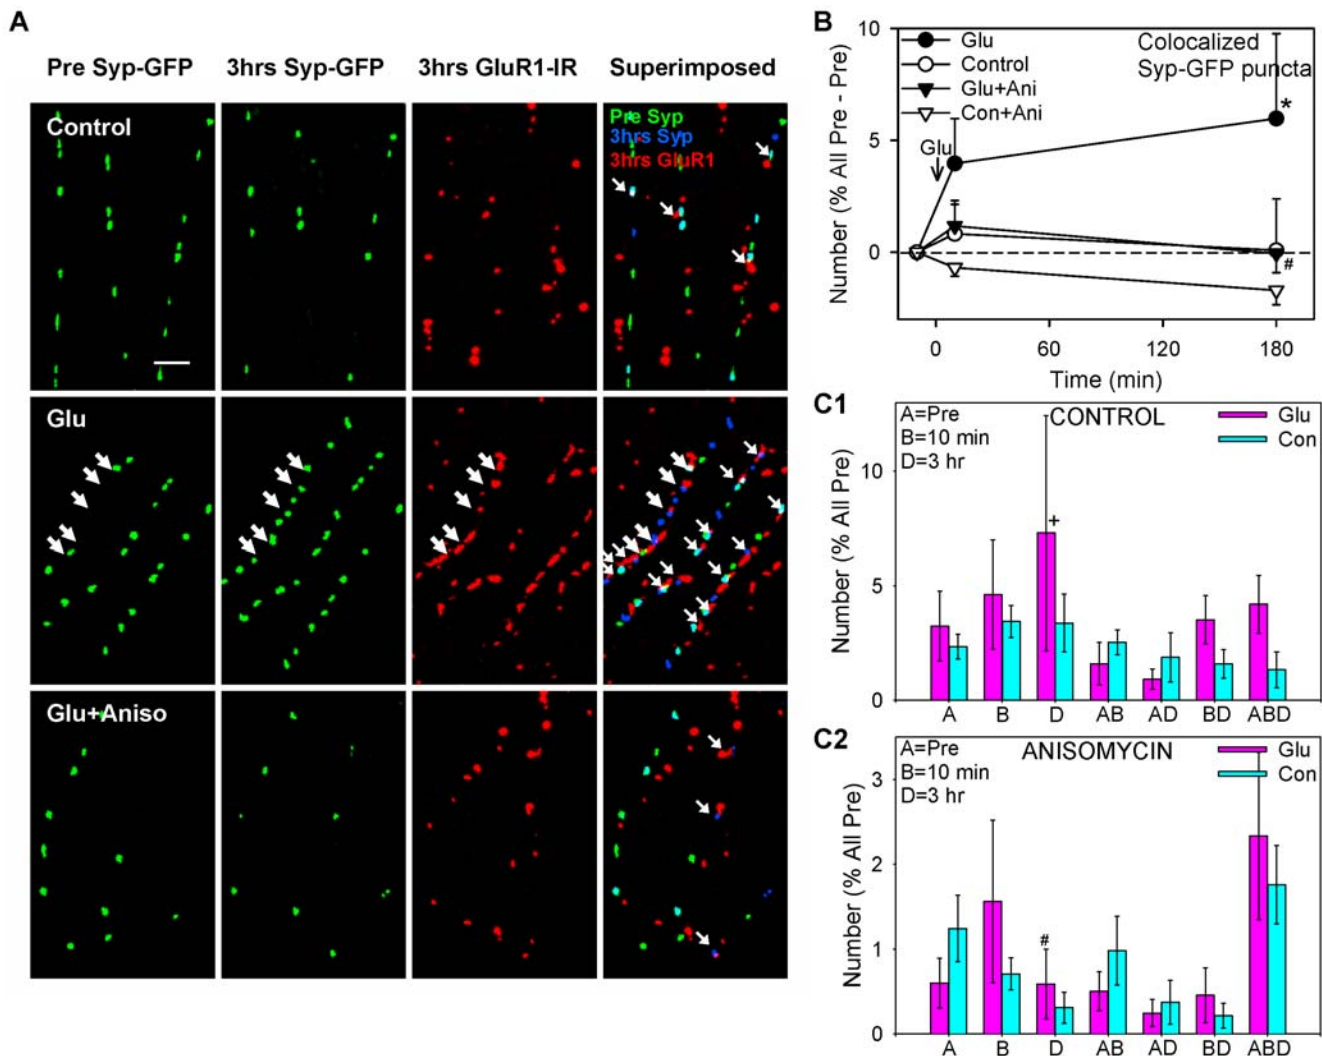 A
Pre Syp-GFP 3hrs Syp-GFP 3hrs GluR1-IR Superimposed
Control
Pre Syp
3hrs Syp
3hrs GluR1
Glu
Glu+Aniso
B
Number (% All Pre - Pre)
10
5
0
Glu
Control
Glu+Ani
Con+Ani
Colocalized
Syp-GFP puncta
Glu
*
#
0 60 120 180
Time (min)
C1
Number (% All Pre)
10
5
0
A=Pre
B=10 min
D=3 hr
CONTROL
Glu
Con
+
A B D AB AD BD ABD
C2
Number (% All Pre)
3
2
1
0
A=Pre
B=10 min
D=3 hr
ANISOMYCIN
Glu
Con
#
A B D AB AD BD ABD